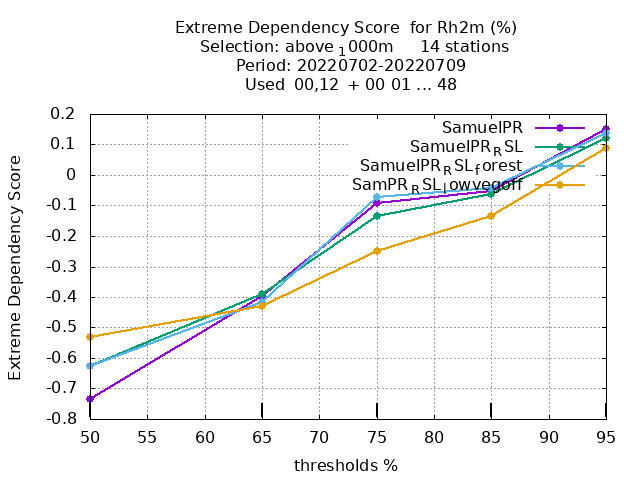 Extreme Dependency Score for Rh2m (%)
Selection: above ₁000m 14 stations
Period: 20220702-20220709
Used 00,12 + 00 01 ... 48
Extreme Dependency Score
0.2
0.1
0
-0.1
-0.2
-0.3
-0.4
-0.5
-0.6
-0.7
-0.8
SamuelPR
SamuelPR_RSL
SamuelPR_RSL_forest
SamPR_RSL_lowvegoff
50 55 60 65 70 75 80 85 90 95
thresholds %